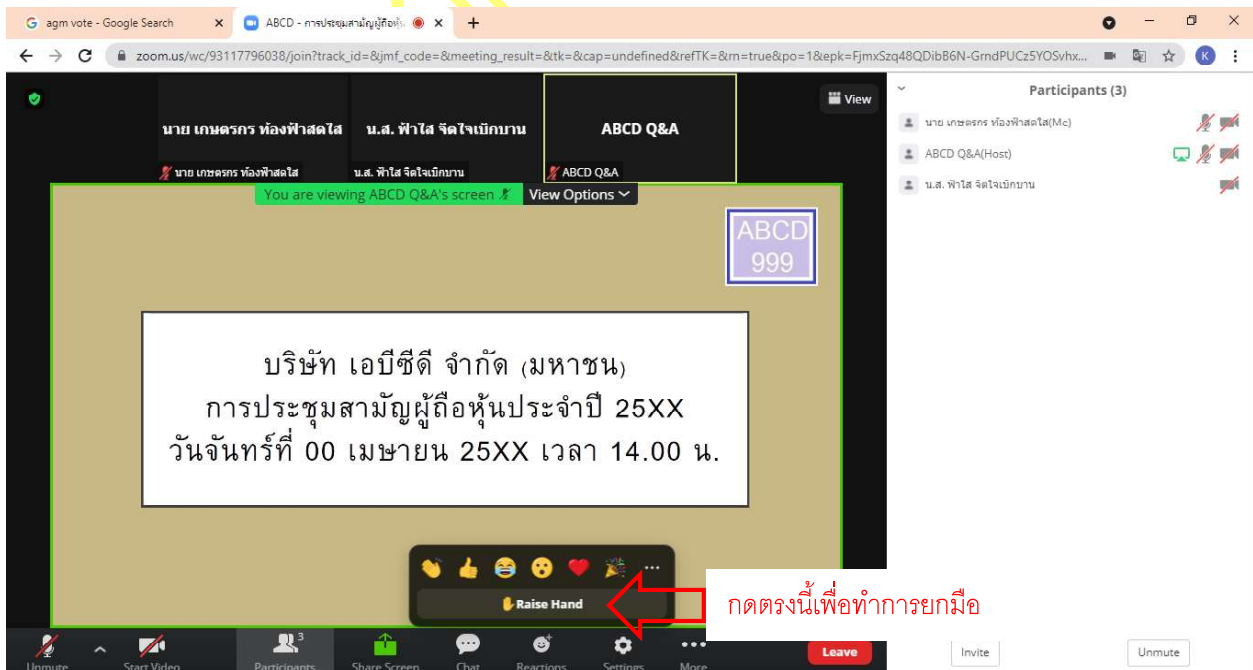 agm vote - Google Search
ABCD - การประชุมสามัญผู้ถือหุ้น
zoom.us/wc/93117796038/join?track_id=&jmf_code=&meeting_result=&tk=&cap=undefined&refTK=&rn=true&po=1&epk=FjmxSzq48QDibB6N-GrndPUCz5YOSvhx...
K
View
Participants (3)
นาย เกษตรกร ท้องฟ้าสดใส
น.ส. ฟ้าใส จิตใจเบิกบาน
ABCD Q&A
นาย เกษตรกร ท้องฟ้าสดใส
น.ส. ฟ้าใส จิตใจเบิกบาน
ABCD Q&A
นาย เกษตรกร ท้องฟ้าสดใส(Me)
ABCD Q&A(Host)
น.ส. ฟ้าใส จิตใจเบิกบาน
You are viewing ABCD Q&A's screen
View Options
ABCD
999
บริษัท เอบีซีดี จำกัด (มหาชน)
การประชุมสามัญผู้ถือหุ้นประจำปี 25XX
วันจันทร์ที่ 00 เมษายน 25XX เวลา 14.00 น.
Raise Hand
กดตรงนี้เพื่อทำการยกมือ
3
Unmute
Start Video
Participants
Share Screen
Chat
Reactions
Settings
More
Leave
Invite
Unmute